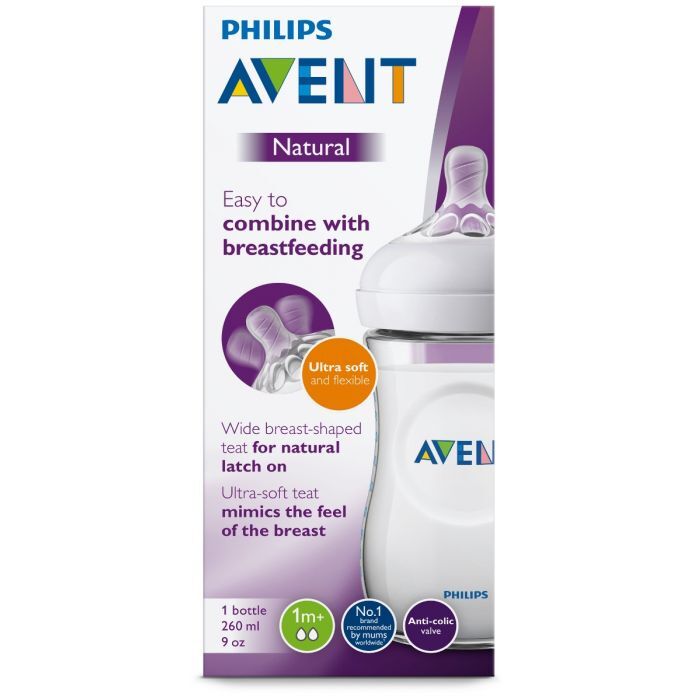 PHILIPS
AVENT
Natural
Easy to
combine with
breastfeeding
Ultra soft
and flexible
Wide breast-shaped
teat for natural
latch on
Ultra-soft teat
mimics the feel
of the breast
AVEN
PHILIPS
1 bottle
260 ml
9 oz
1m+
No.1
brand
recommended
by mums
worldwide*
Anti-colic
valve